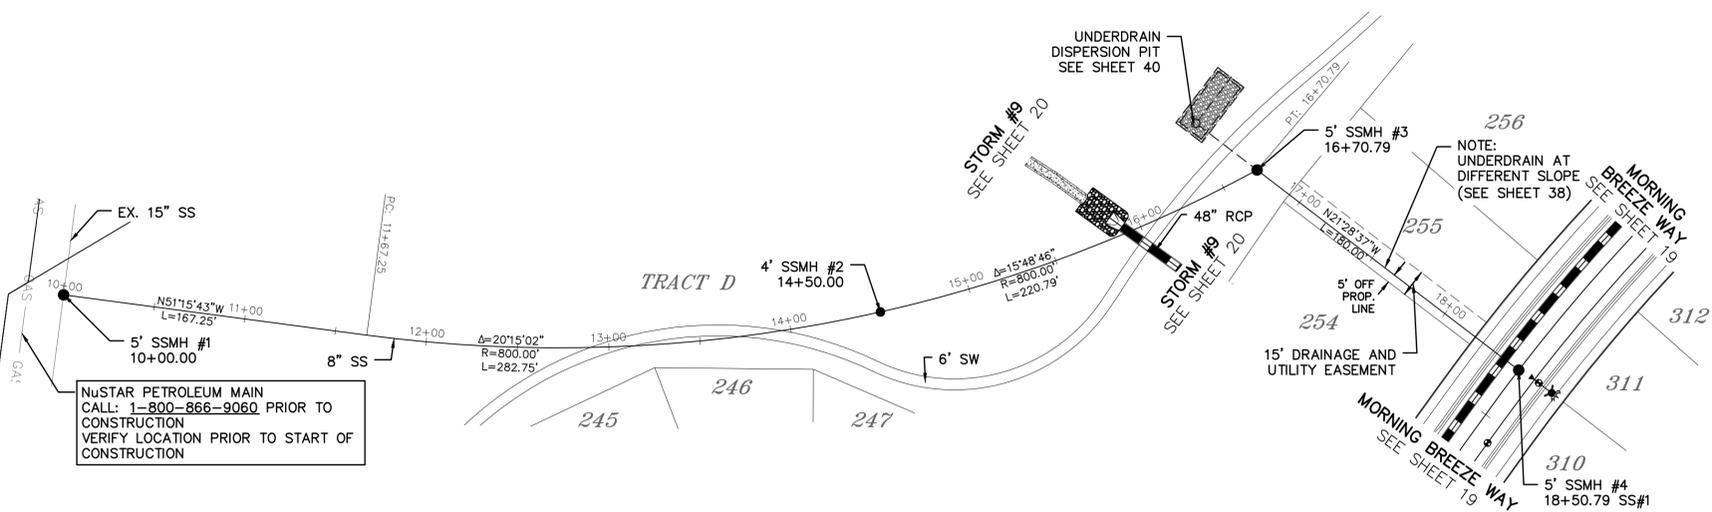 UNDERDRAIN
DISPERSION PIT
SEE SHEET 40
PT: 16+70.79
STORM #9
SEE SHEET 20
5' SSMH #3
16+70.79
256
NOTE:
UNDERDRAIN AT
DIFFERENT SLOPE
(SEE SHEET 38)
MORNING
BREEZE WAY
SEE SHEET 19
EX. 15" SS
PC: 11+67.25
48" RCP
6+00
17+00
N21°28'37"W
L=180.00'
255
STORM #9
SEE SHEET 20
TRACT D
4' SSMH #2
14+50.00
15+00
Δ=15°48'46"
R=800.00'
L=220.79'
AS
GAS
GAS
10+00
N51°15'43"W
L=167.25'
11+00
5' SSMH #1
10+00.00
8" SS
12+00
Δ=20°15'02"
R=800.00'
L=282.75'
13+00
14+00
6' SW
5' OFF
PROP.
LINE
18+00
254
312
15' DRAINAGE AND
UTILITY EASEMENT
311
NuSTAR PETROLEUM MAIN
CALL: 1-800-866-9060 PRIOR TO
CONSTRUCTION
VERIFY LOCATION PRIOR TO START OF
CONSTRUCTION
245
246
247
MORNING BREEZE WAY
SEE SHEET 19
310
5' SSMH #4
18+50.79 SS#1